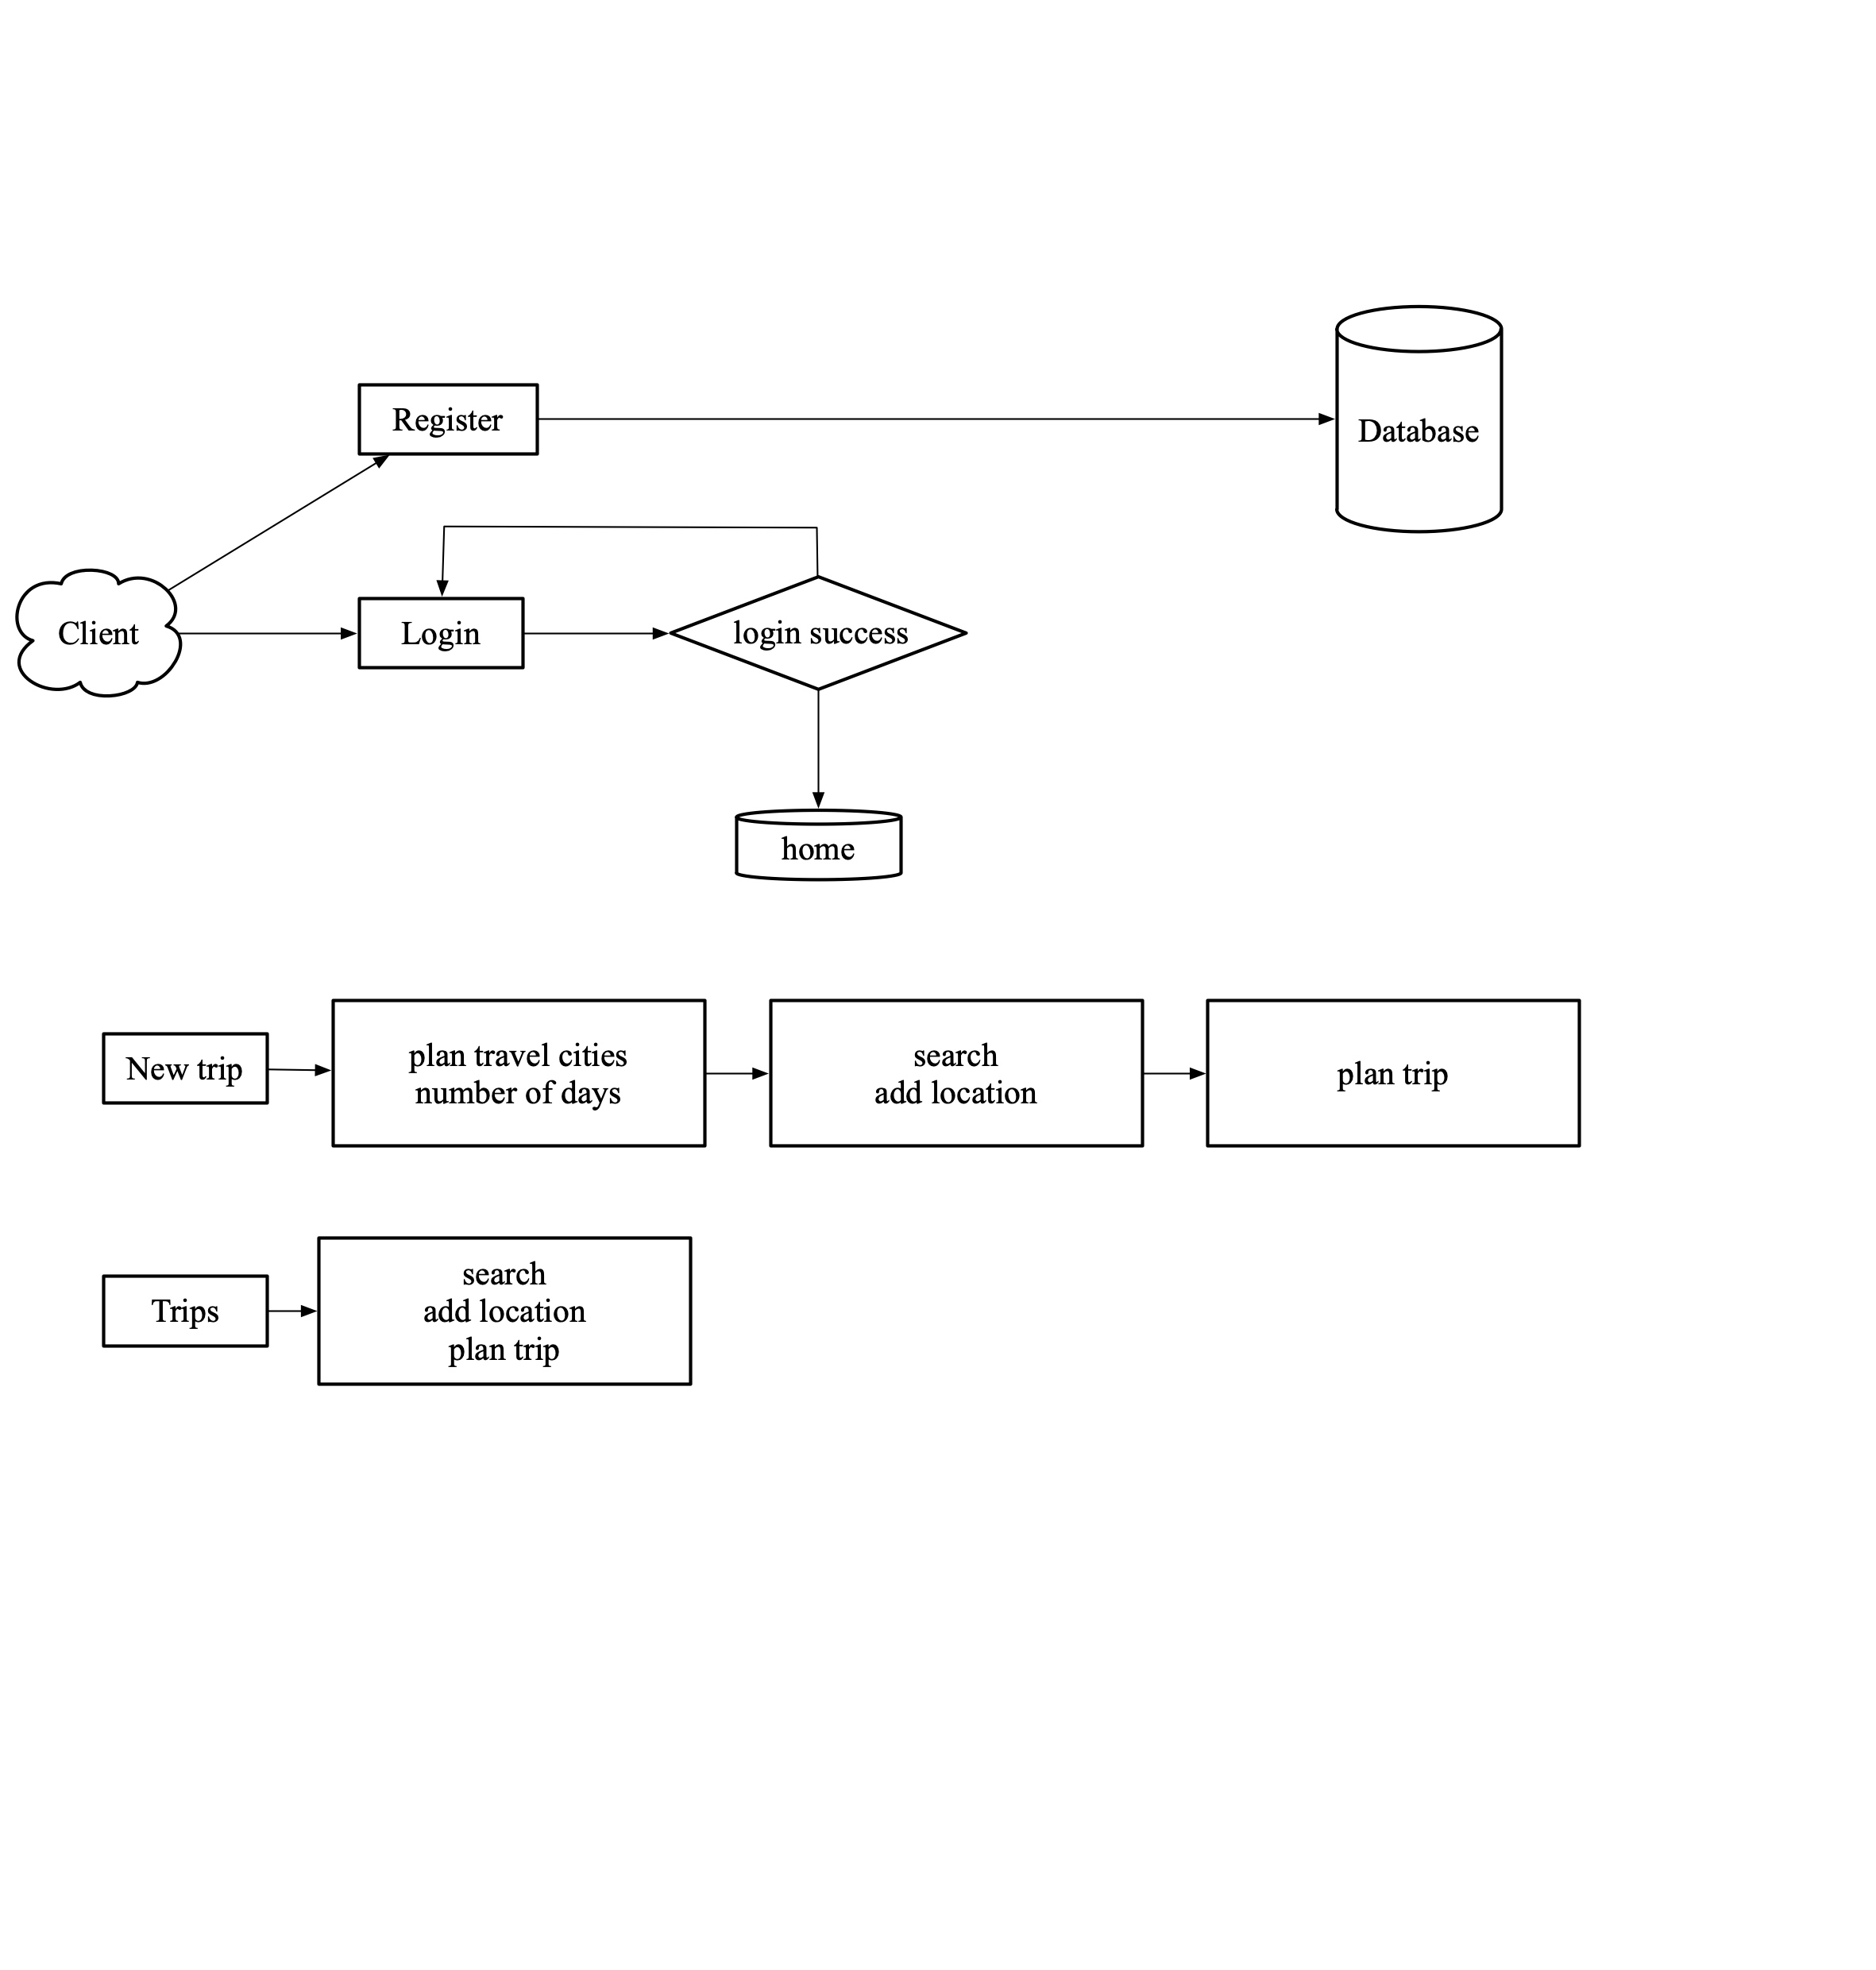 Register
Database
Client
Login
login success
home
New trip
plan travel cities
number of days
search
add location
plan trip
Trips
search
add location
plan trip